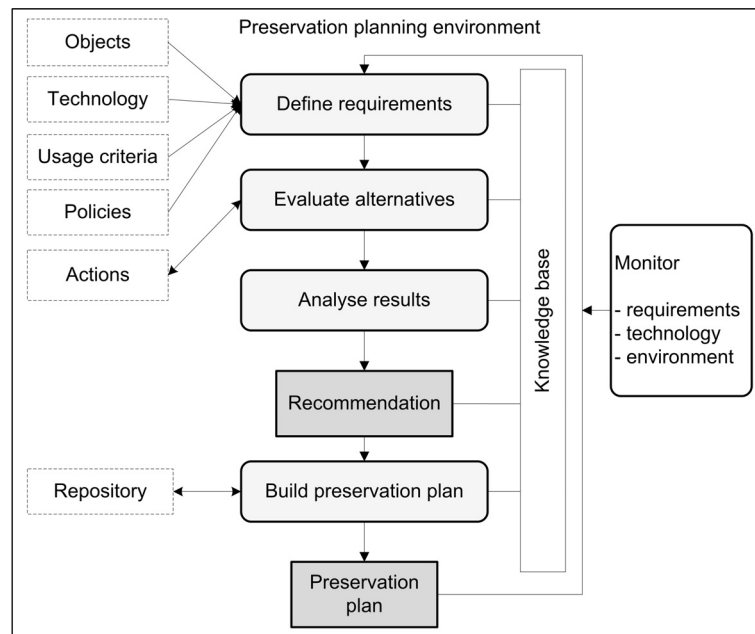 Preservation planning environment
Objects
Technology
Usage criteria
Policies
Actions
Repository
Define requirements
Evaluate alternatives
Analyse results
Recommendation
Build preservation plan
Preservation
plan
Knowledge base
Monitor
- requirements
- technology
- environment